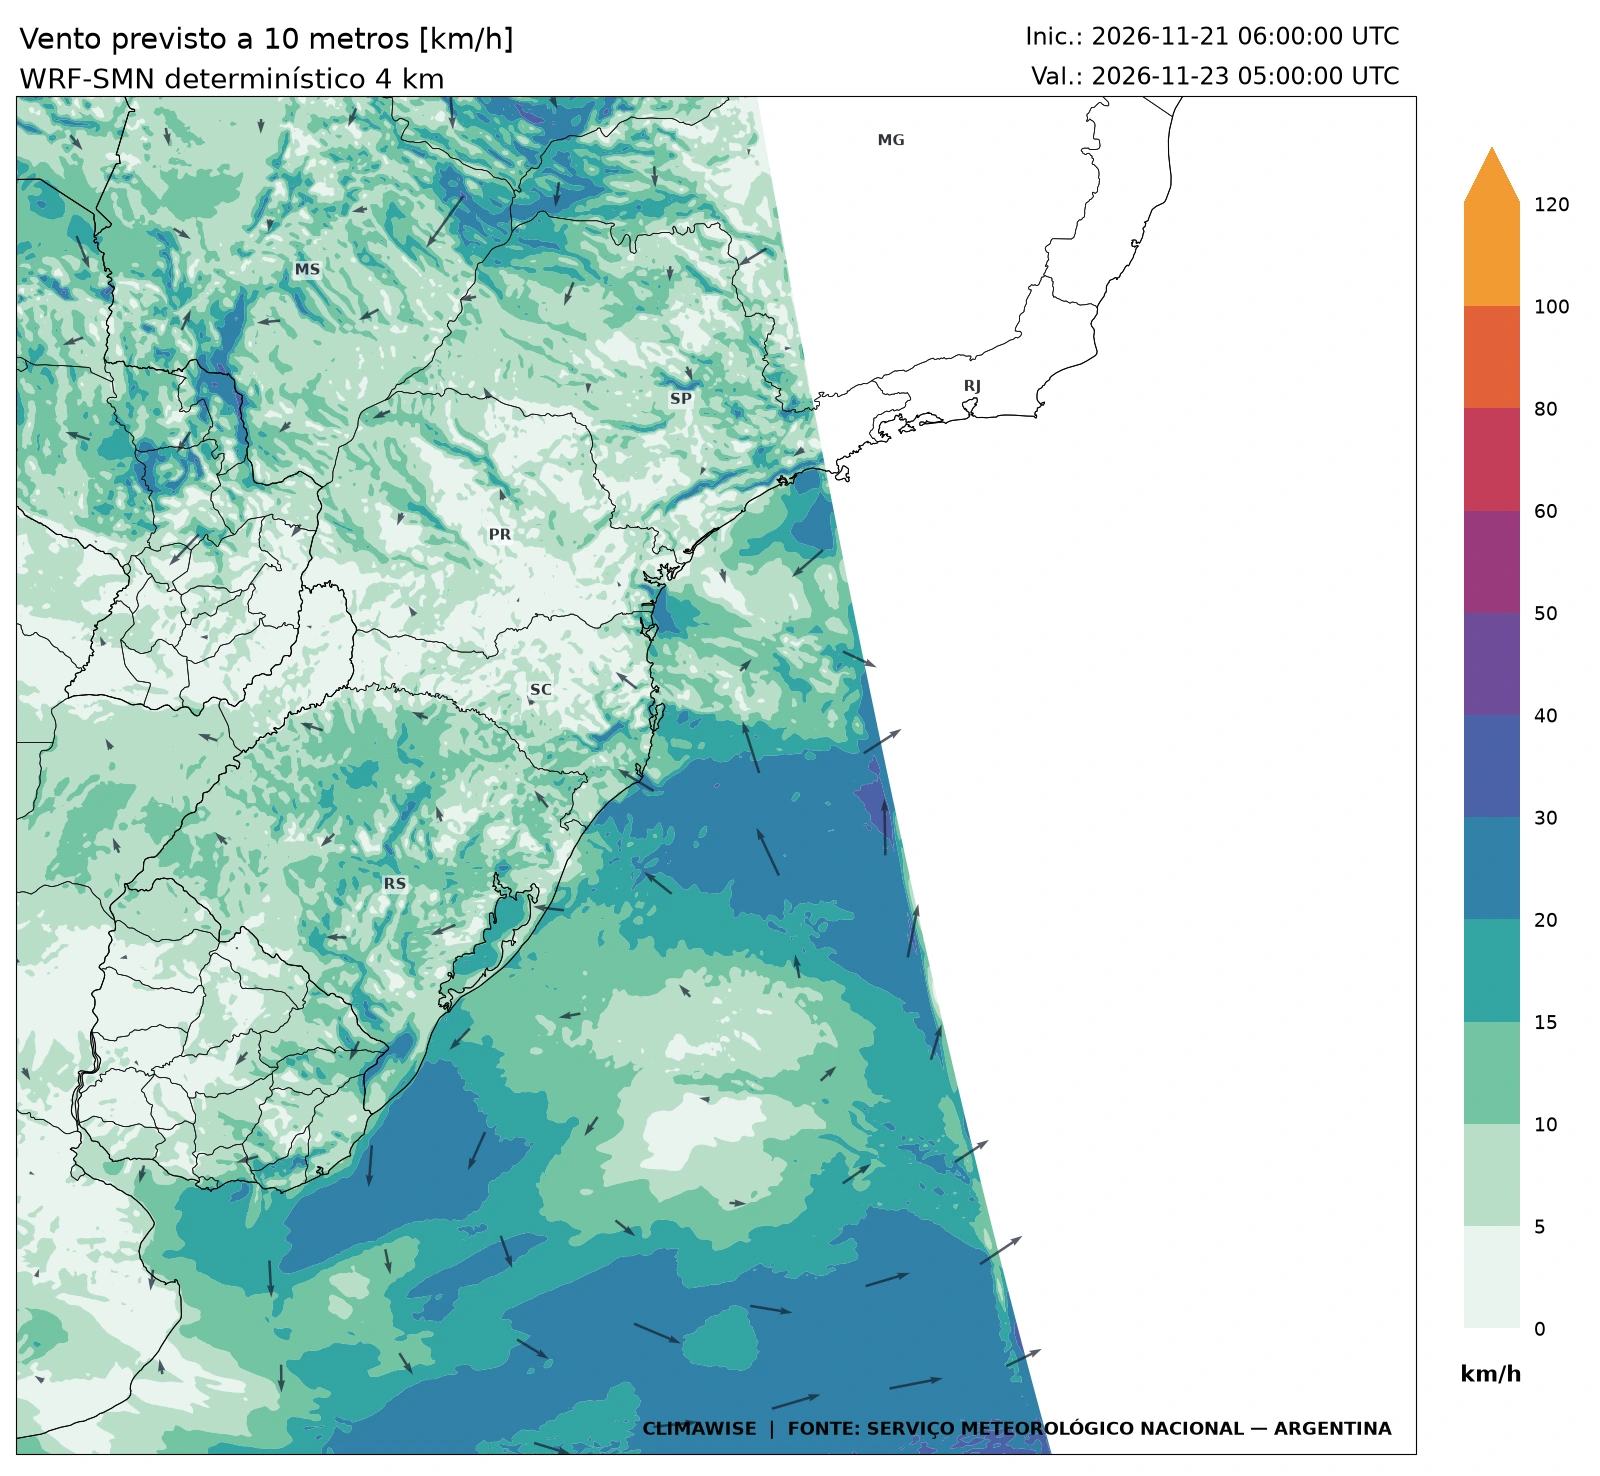 Vento previsto a 10 metros [km/h]
WRF-SMN determinístico 4 km
Inic.: 2026-11-21 06:00:00 UTC
Val.: 2026-11-23 05:00:00 UTC
MG
MS
RJ
SP
PR
SC
RS
120
100
80
60
50
40
30
20
15
10
5
0
km/h
CLIMAWISE | FONTE: SERVIÇO METEOROLÓGICO NACIONAL — ARGENTINA